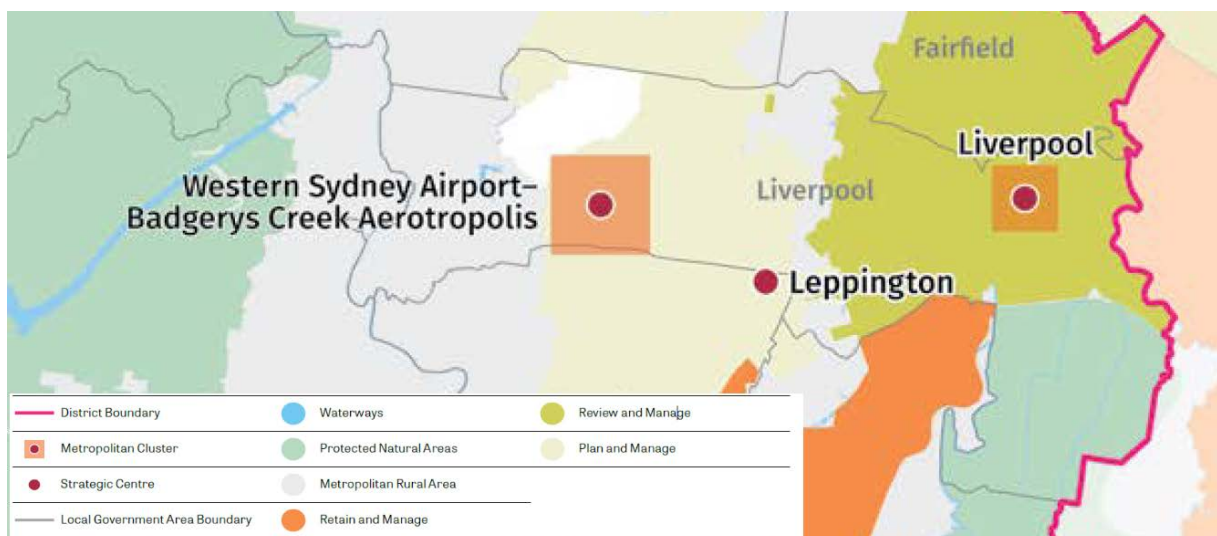 Fairfield
Liverpool
Western Sydney Airport–
Badgerys Creek Aerotropolis
Liverpool
Leppington
District Boundary
Waterways
Review and Manage
Metropolitan Cluster
Protected Natural Areas
Plan and Manage
Strategic Centre
Metropolitan Rural Area
Local Government Area Boundary
Retain and Manage